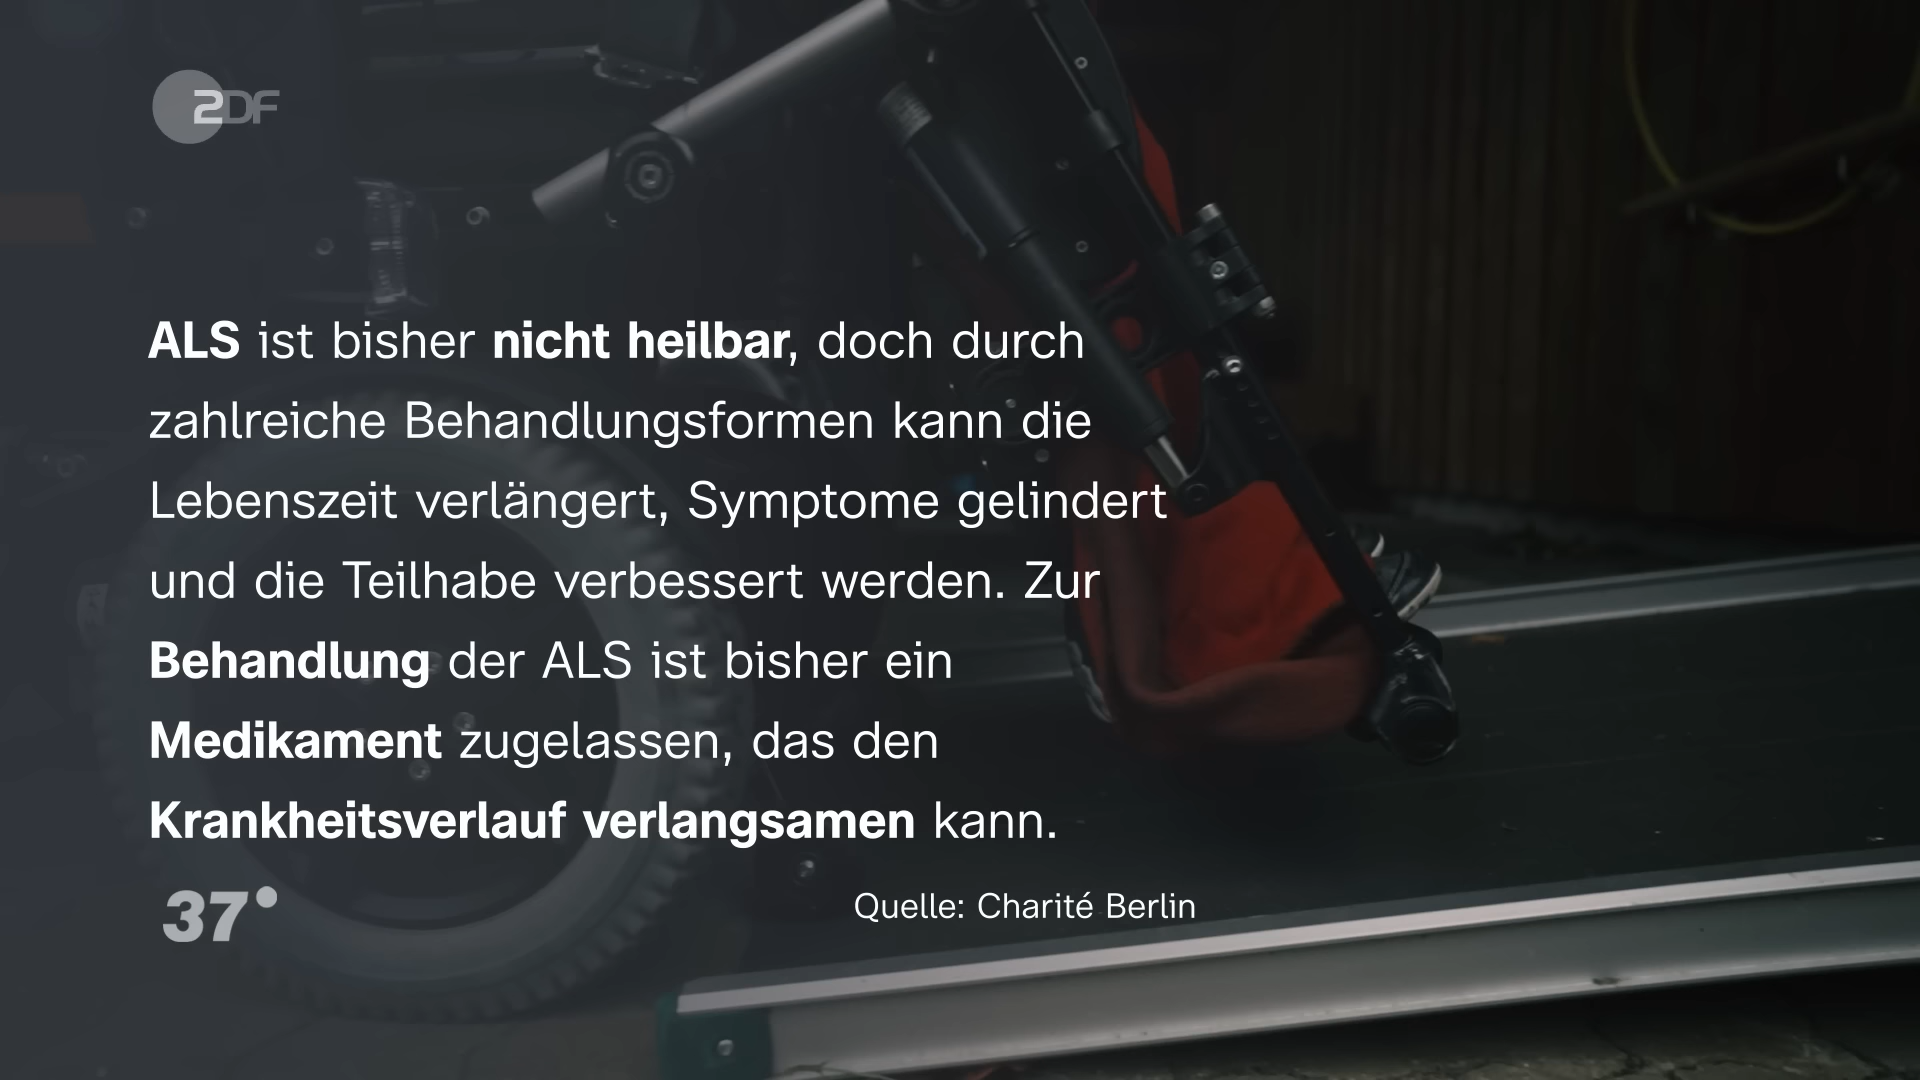 ZDF
ALS ist bisher nicht heilbar, doch durch
zahlreiche Behandlungsformen kann die
Lebenszeit verlängert, Symptome gelindert
und die Teilhabe verbessert werden. Zur
Behandlung der ALS ist bisher ein
Medikament zugelassen, das den
Krankheitsverlauf verlangsamen kann.
37°
Quelle: Charité Berlin